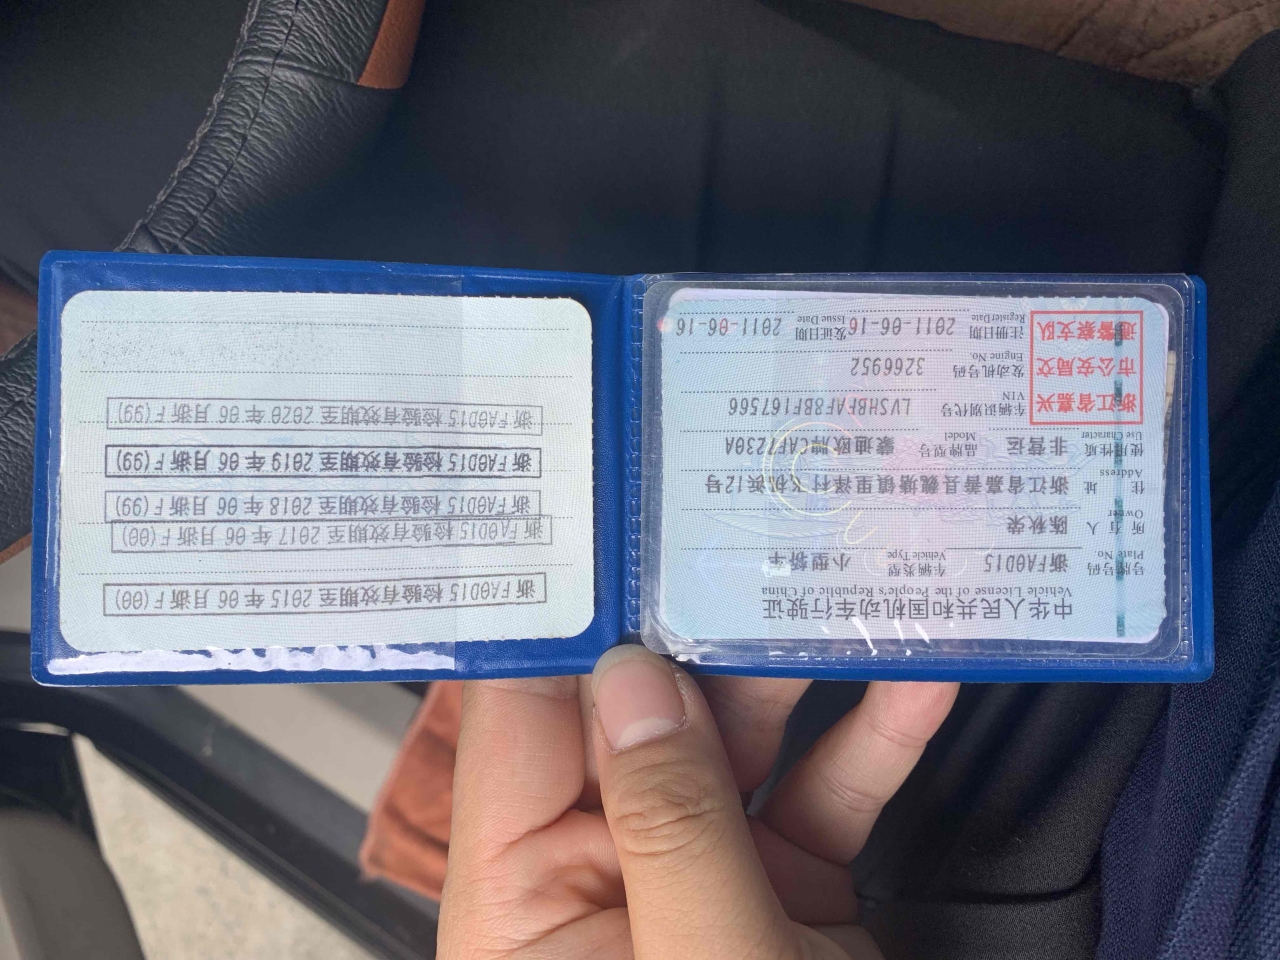 中华人民共和国机动车行驶证
Vehicle License of the People's Republic of China
号牌号码 浙FA0D15 车辆类型 小型轿车
Plate No. Vehicle Type
所有人 陈秋荣
Owner
住址 浙江省嘉善县魏塘镇里泽村飞机浜12号
Address
使用性质 非营运 品牌型号 蒙迪欧牌CAF7230A
Use Character Model
浙江省嘉兴
市公安局交
通警察支队
车辆识别代号 LVSHBFAF8BF167566
VIN
发动机号码 3266952
Engine No.
注册日期 2011-06-16 发证日期 2011-06-16
Register Date Issue Date
浙FA0D15 检验有效期至 2015 年 06 月浙F(00)
浙FA0D15 检验有效期至 2017 年 06 月浙F(00)
浙FA0D15 检验有效期至 2018 年 06 月浙F(99)
浙FA0D15 检验有效期至 2019 年 06 月浙F(99)
浙FA0D15 检验有效期至 2020 年 06 月浙F(99)